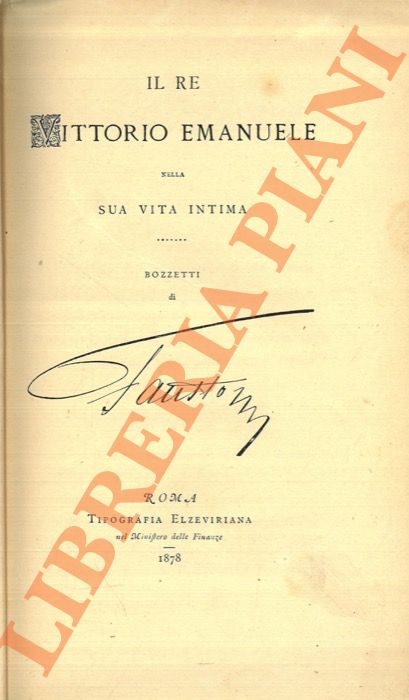 IL RE
VITTORIO EMANUELE
NELLA
SUA VITA INTIMA
BOZZETTI
di
Fausto
ROMA
TIPOGRAFIA ELZEVIRIANA
nel Ministero delle Finanze
1878
LIBRERIA PIANI